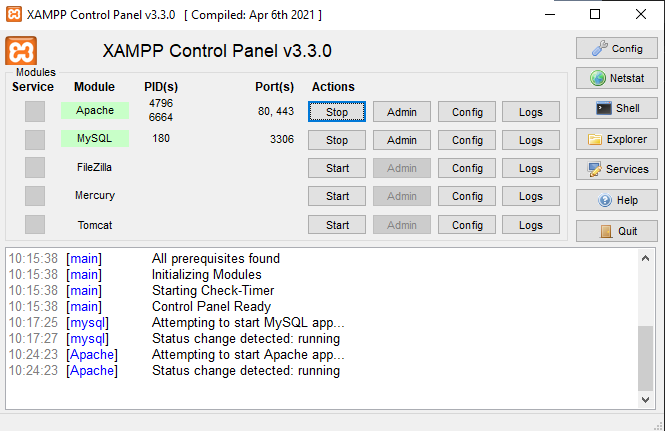 XAMPP Control Panel v3.3.0 [ Compiled: Apr 6th 2021 ]
XAMPP Control Panel v3.3.0
Config
Modules
Service Module PID(s) Port(s) Actions
Netstat
Apache 4796 80, 443 Stop Admin Config Logs
6664
Shell
MySQL 180 3306 Stop Admin Config Logs
Explorer
FileZilla Start Admin Config Logs
Services
Mercury Start Admin Config Logs
Help
Tomcat Start Admin Config Logs
Quit
10:15:38 [main] All prerequisites found
10:15:38 [main] Initializing Modules
10:15:38 [main] Starting Check-Timer
10:15:38 [main] Control Panel Ready
10:17:25 [mysql] Attempting to start MySQL app...
10:17:27 [mysql] Status change detected: running
10:24:23 [Apache] Attempting to start Apache app...
10:24:23 [Apache] Status change detected: running